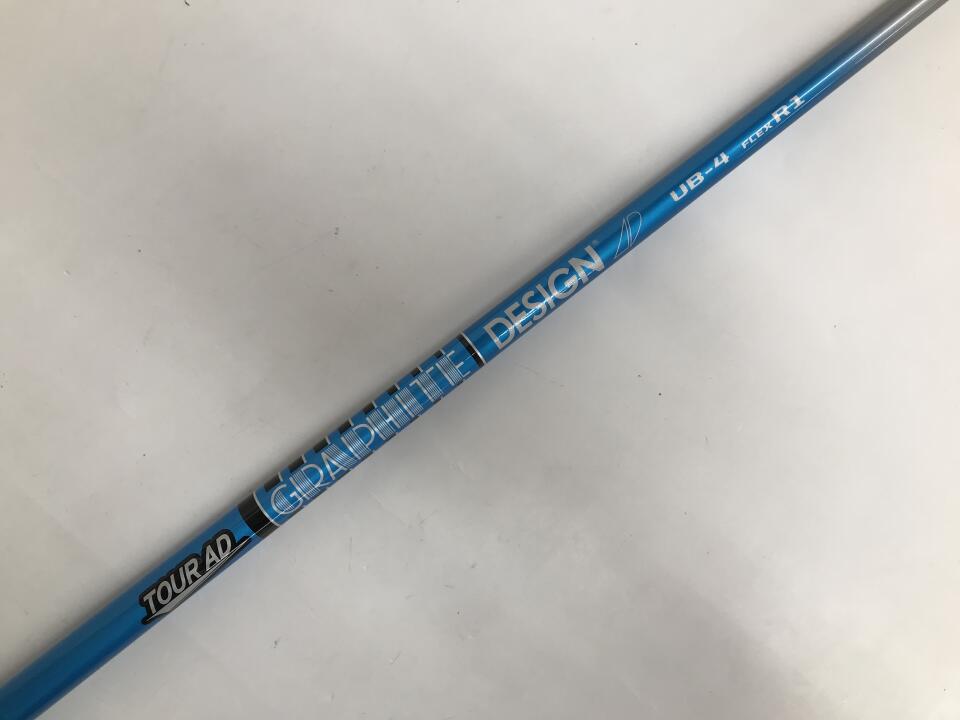 TOUR AD
GRAPHITE DESIGN
UB-4 FLEX R1